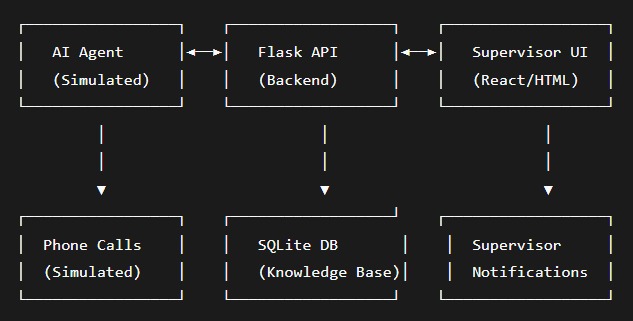 AI Agent Flask API Supervisor UI
(Simulated) (Backend) (React/HTML)
Phone Calls SQLite DB Supervisor
(Simulated) (Knowledge Base) Notifications